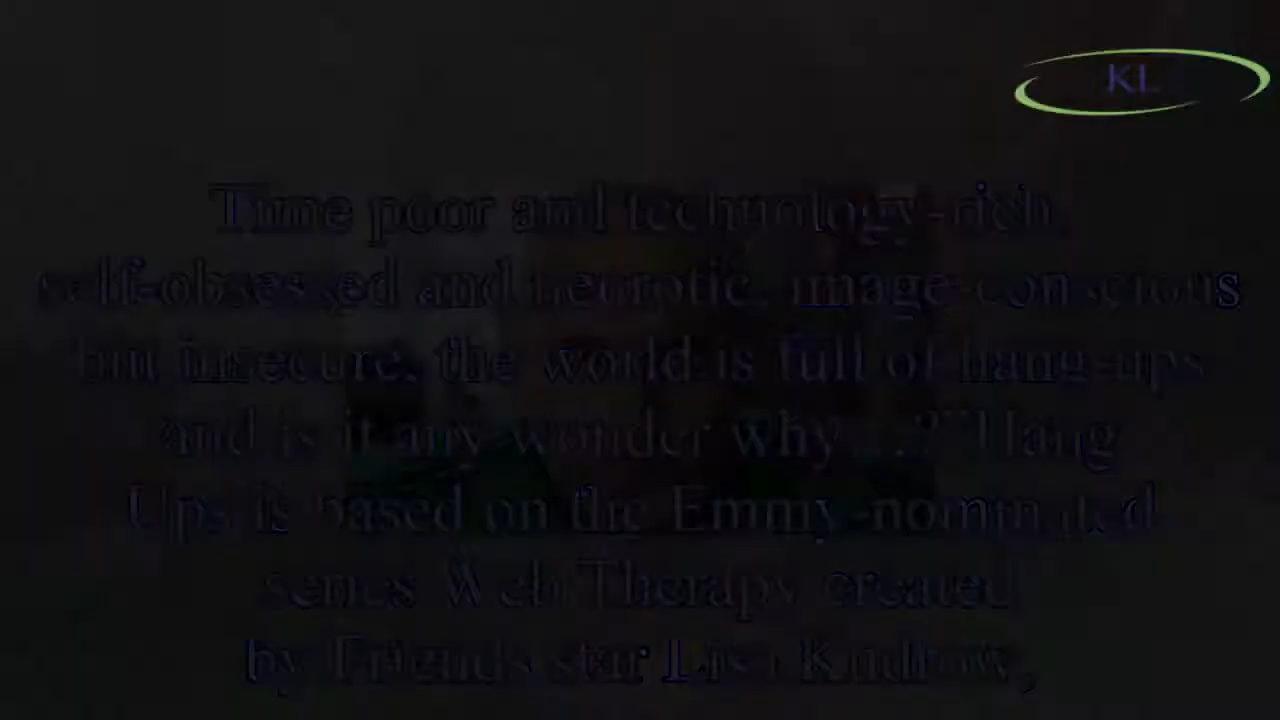 KL
Time poor and technology-rich,
self-obsessed and neurotic, image-conscious
but insecure, the world is full of hang-ups
and is it any wonder why…?" Hang
Ups is based on the Emmy-nominated
series Web Therapy, created
by Friends star Lisa Kudrow,